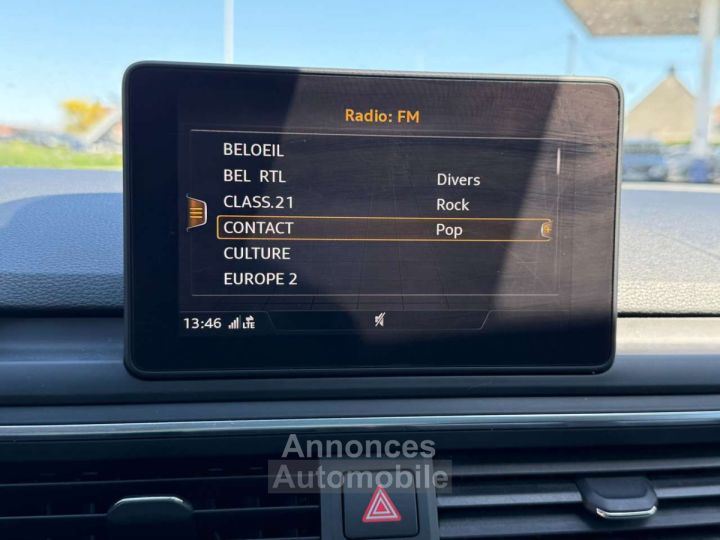 Radio: FM
BELOEIL
BEL RTL Divers
CLASS.21 Rock
CONTACT Pop
CULTURE
EUROPE 2
13:46 LTE
Annonces
Automobile